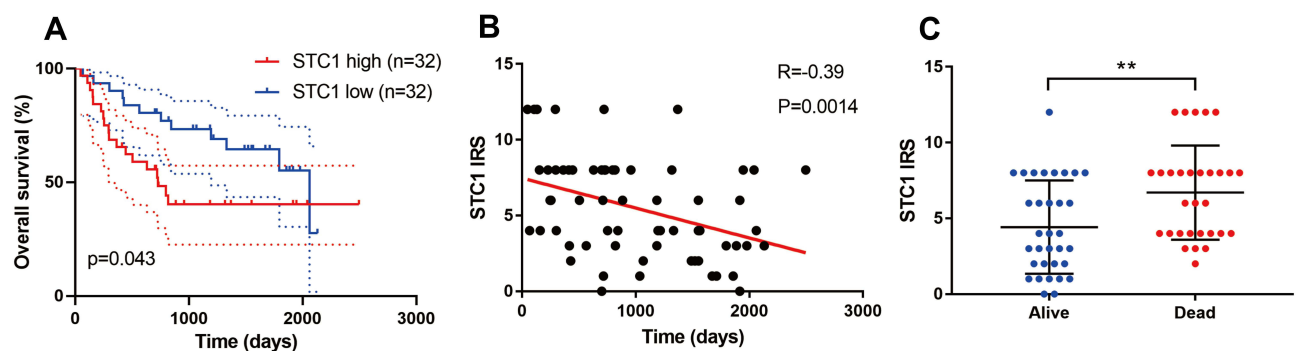 A
STC1 high (n=32)
STC1 low (n=32)
Overall survival (%)
100
50
0
p=0.043
0 1000 2000 3000
Time (days)
B
R=-0.39
P=0.0014
STC1 IRS
15
10
5
0
0 1000 2000 3000
Time (days)
C
**
STC1 IRS
15
10
5
0
Alive Dead